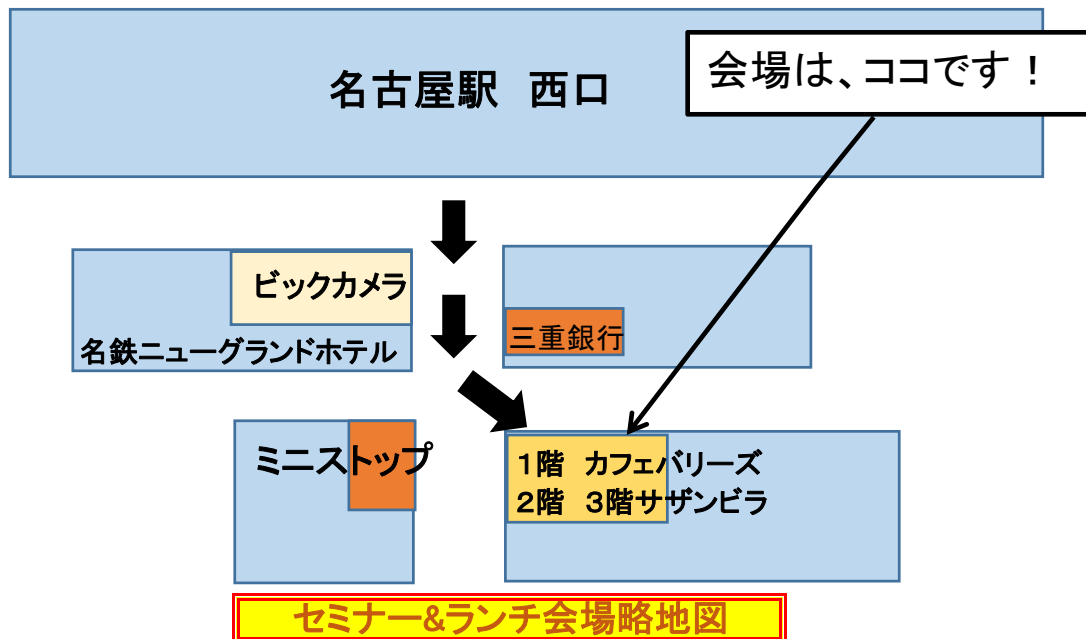 名古屋駅　西口
会場は、ココです！
ビックカメラ
名鉄ニューグランドホテル
三重銀行
ミニストップ
1階　カフェバリーズ
2階　3階サザンビラ
セミナー&ランチ会場略地図